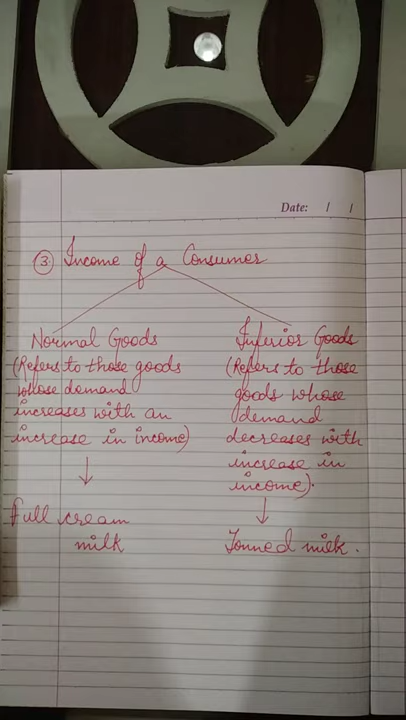 Date: / /
③ Income of a Consumer
Normal Goods
(Refers to those goods
whose demand
increases with an
increase in income)
Full cream
milk
Inferior Goods
(Refers to those
goods whose
demand
decreases with
increase in
income).
Tonned milk.